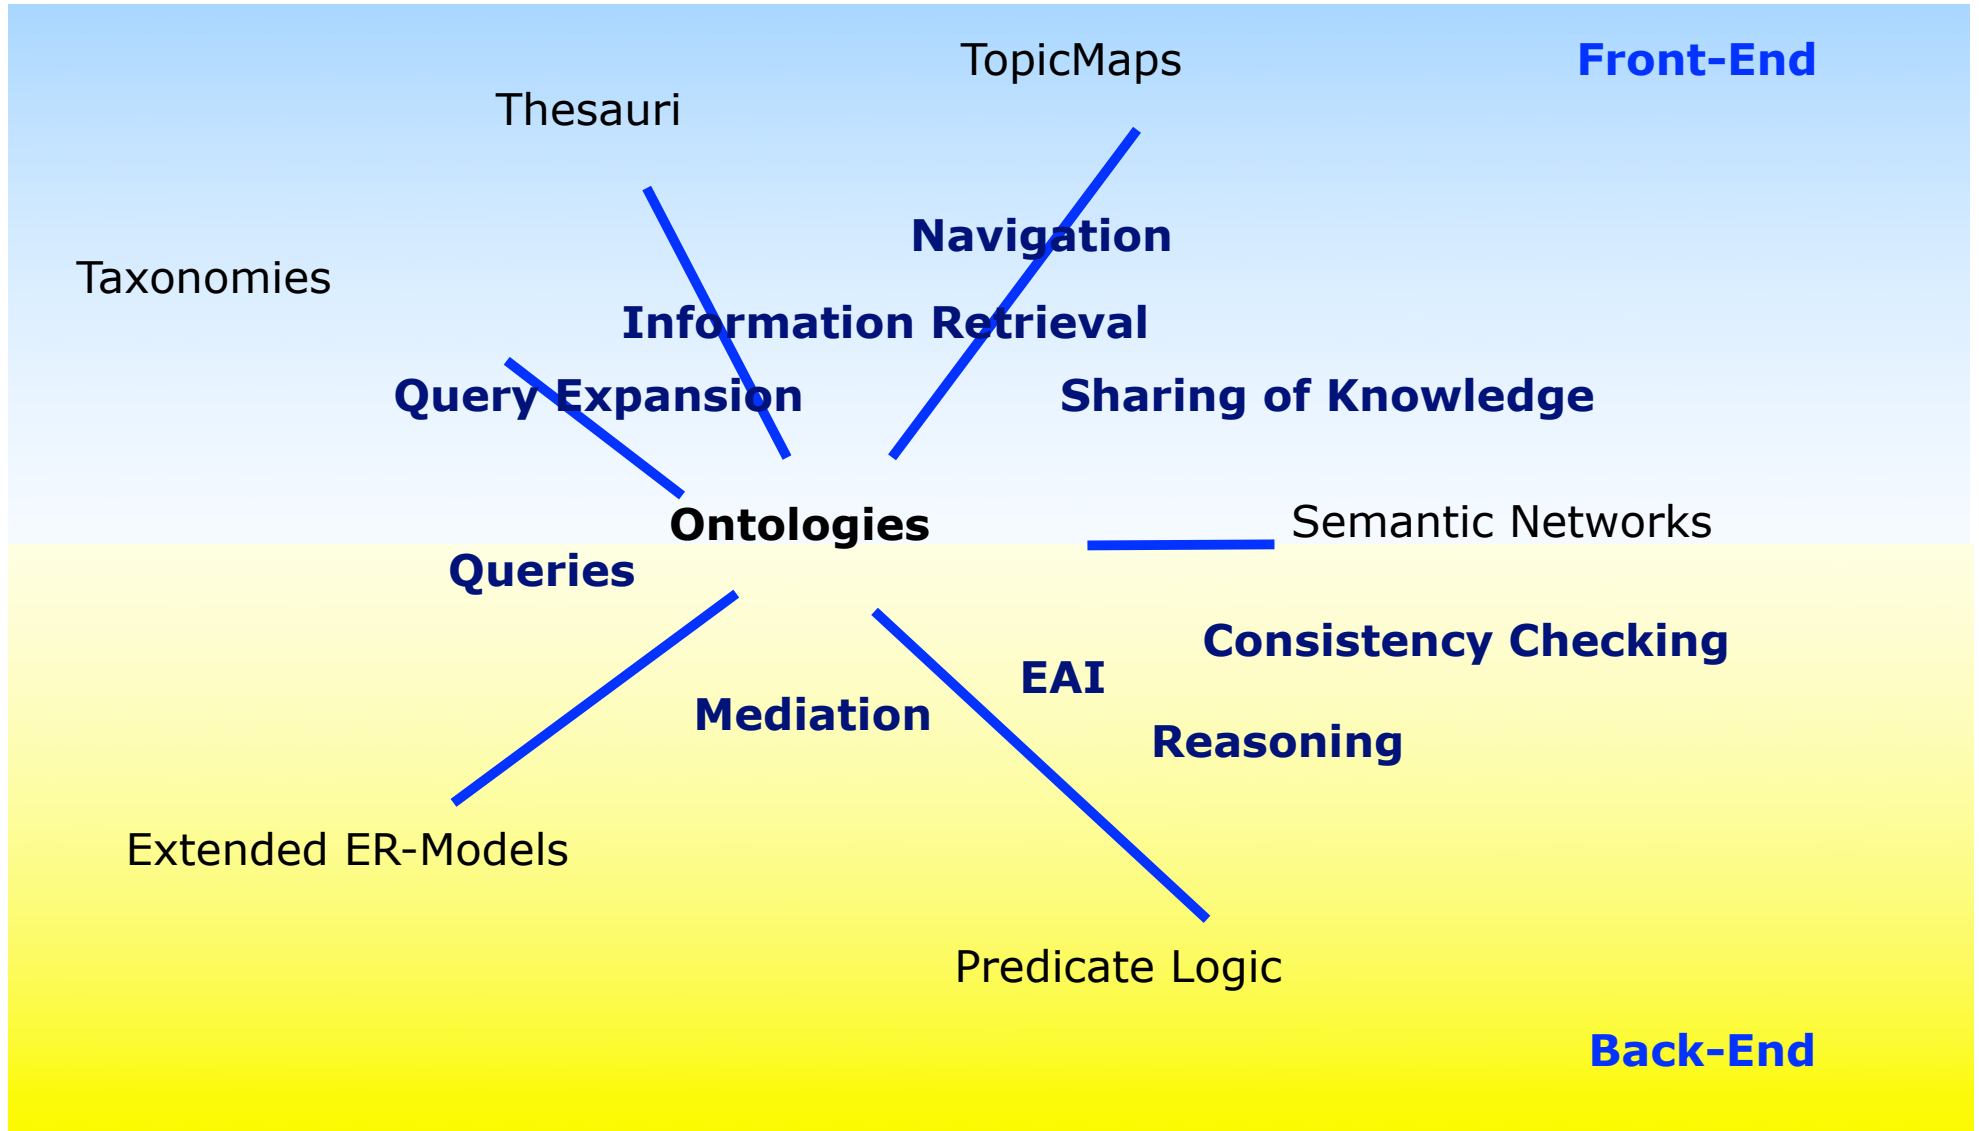 TopicMaps
Front-End
Thesauri
Navigation
Taxonomies
Information Retrieval
Query Expansion
Sharing of Knowledge
Ontologies
Semantic Networks
Queries
Consistency Checking
EAI
Mediation
Reasoning
Extended ER-Models
Predicate Logic
Back-End